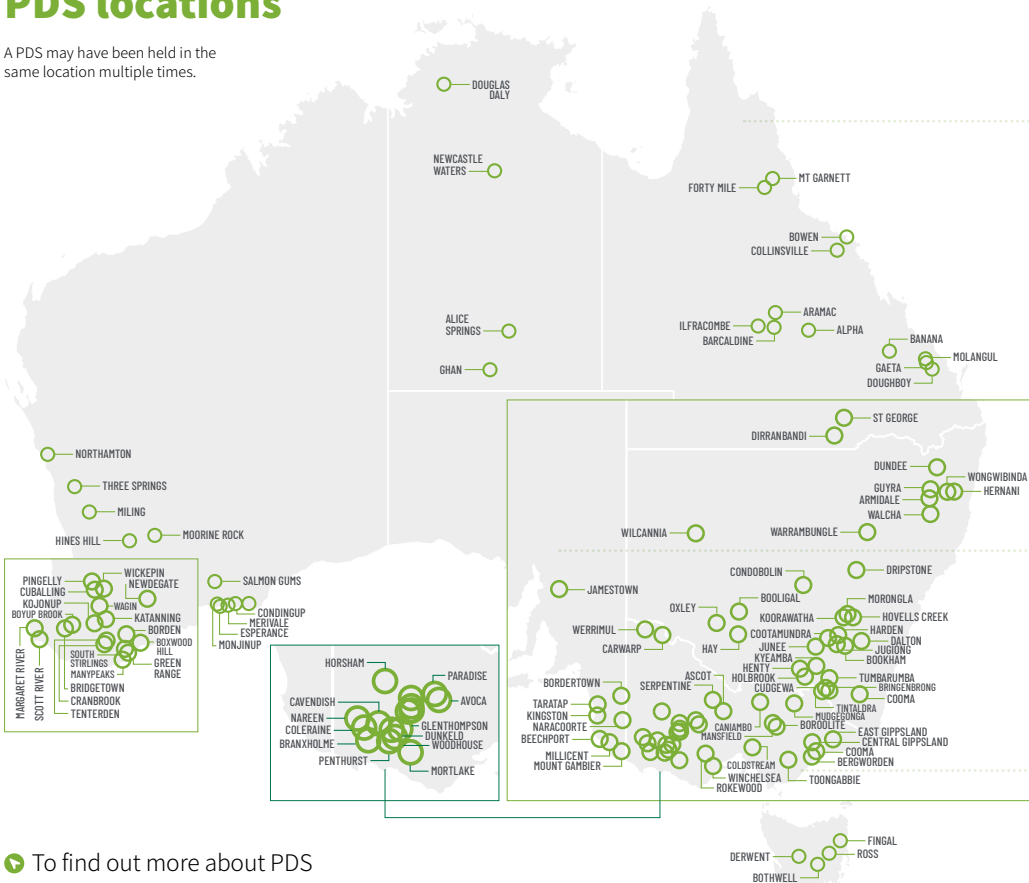 PDS locations
A PDS may have been held in the
same location multiple times.
DOUGLAS
DALY
NEWCASTLE
WATERS
MT GARNETT
FORTY MILE
BOWEN
COLLINSVILLE
ARAMAC
ILFRACOMBE
ALPHA
BARCALDINE
ALICE
SPRINGS
GHAN
BANANA
MOLANGUL
GAETA
DOUGHBOY
ST GEORGE
DIRRANBANDI
NORTHAMTON
THREE SPRINGS
MILING
HINES HILL
MOORINE ROCK
DUNDEE
WONGWIBINDA
GUYRA
HERNANI
ARMIDALE
WALCHA
WILCANNIA
WARRAMBUNGLE
PINGELLY
WICKEPIN
CUBALLING
NEWDEGATE
KOJONUP
WAGIN
BOYUP BROOK
KATANNING
BORDEN
BOXWOOD
HILL
SOUTH
STIRLINGS
GREEN
RANGE
MANYPEAKS
MARGARET RIVER
SCOTT RIVER
BRIDGETOWN
CRANBROOK
TENTERDEN
SALMON GUMS
CONDINGUP
MERIVALE
ESPERANCE
MONJINUP
HORSHAM
PARADISE
CAVENDISH
AVOCA
NAREEN
COLERAINE
GLENTHOMPSON
DUNKELD
BRANXHOLME
WOODHOUSE
PENTHURST
MORTLAKE
CONDOBOLIN
DRIPSTONE
JAMESTOWN
BOOLIGAL
MORONGLA
OXLEY
KOORAWATHA
HOVELLS CREEK
WERRIMUL
COOTAMUNDRA
HARDEN
CARWARP
HAY
JUNEE
DALTON
JUGIONG
KYEAMBA
BOOKHAM
HENTY
ASCOT
HOLBROOK
TUMBARUMBA
BORDERTOWN
SERPENTINE
CUDGEWA
BRINGENBRONG
COOMA
TARATAP
TINTALDRA
KINGSTON
MUDGEGONGA
NARACOORTE
CANIAMBO
BOROOLITE
BEECHPORT
MANSFIELD
EAST GIPPSLAND
CENTRAL GIPPSLAND
MILLICENT
COOMA
MOUNT GAMBIER
COLDSTREAM
BERGWORDEN
WINCHELSEA
TOONGABBIE
ROKEWOOD
FINGAL
DERWENT
ROSS
BOTHWELL
To find out more about PDS